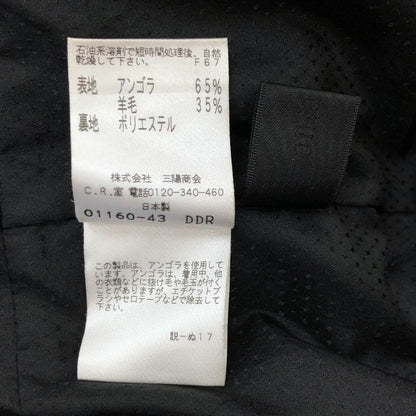 石油系溶剤で短時間処理後、自然
乾燥して下さい。 F67
表地 アンゴラ 65%
羊毛 35%
裏地 ポリエステル
株式会社 三陽商会
C.R.室 電話0120-340-460
日本製
01160-43 DDR
この製品は、アンゴラを使用して
います。アンゴラは、着用中、他
の衣類などに抜け毛や毛玉が付く
ことがありますが、エチケットブ
ラシやセロテープなどで除去して
下さい。
説-ぬ17